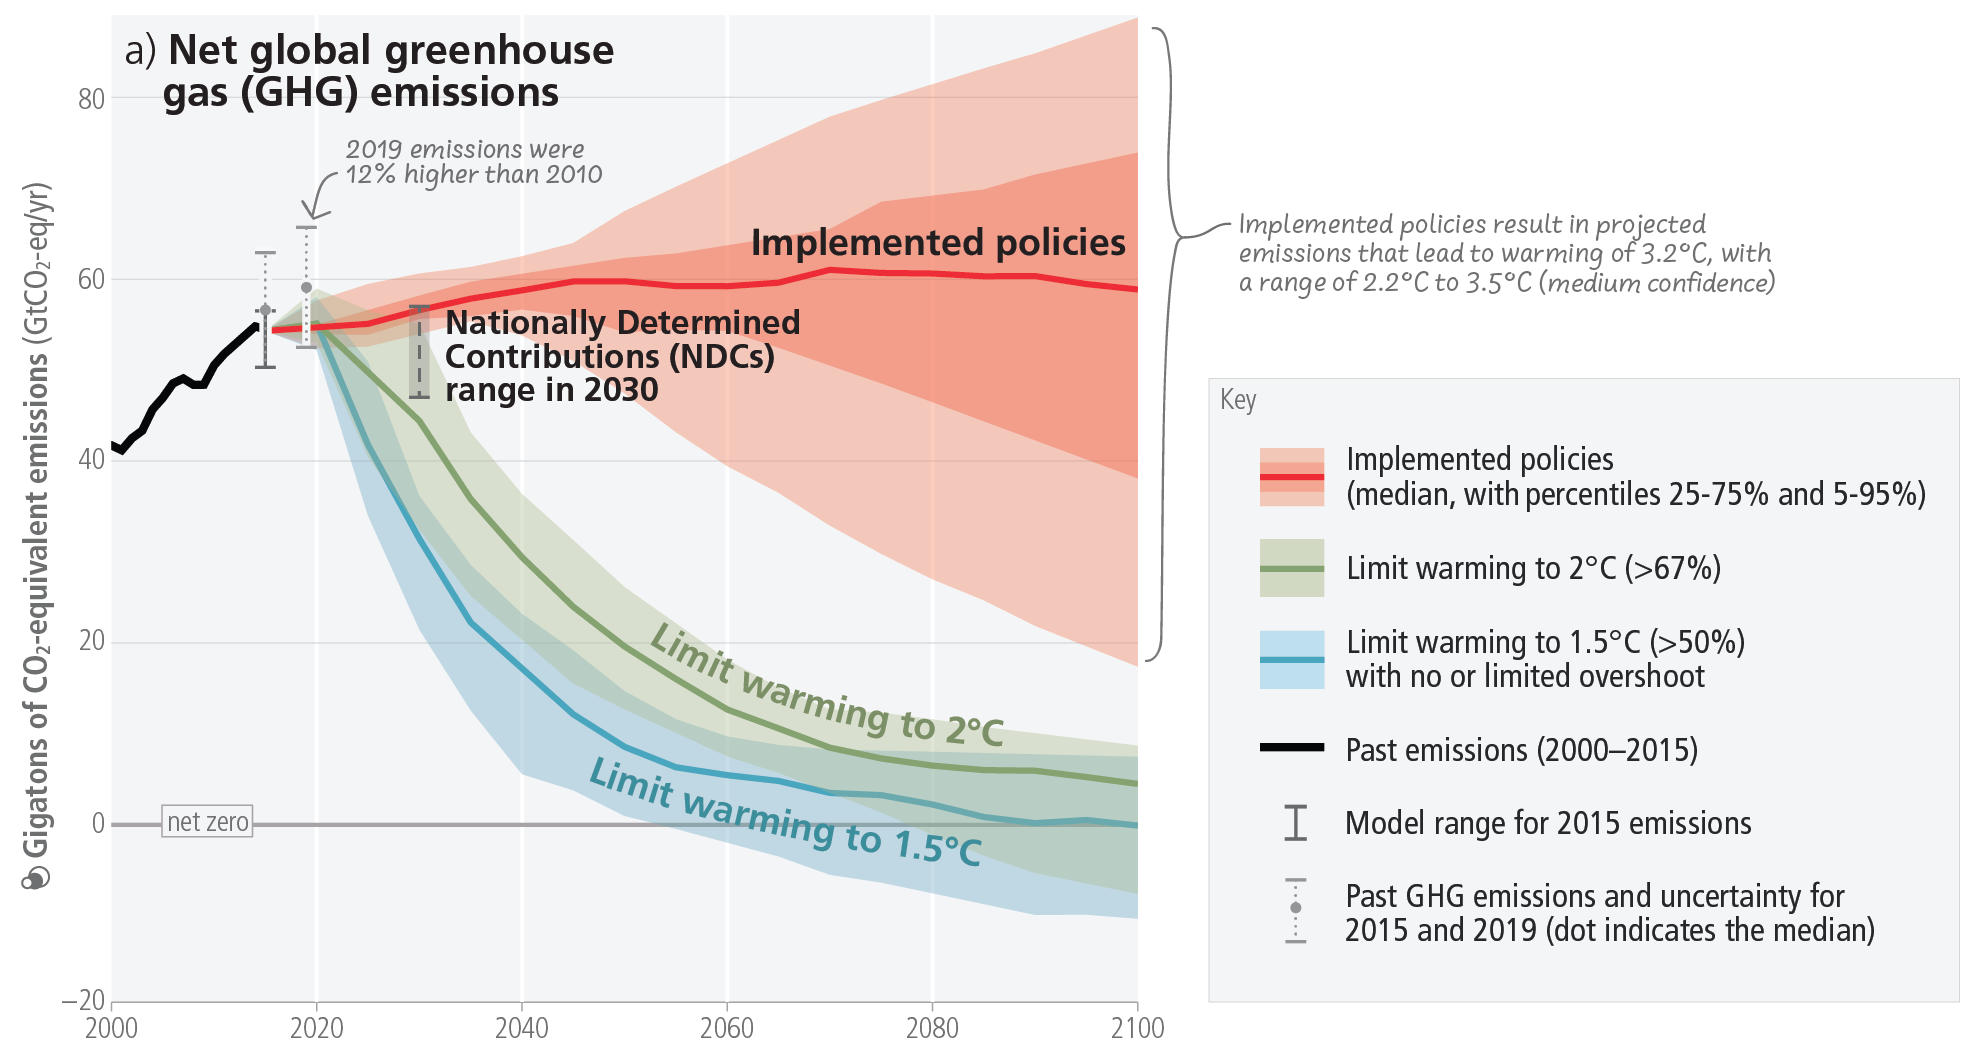 a) Net global greenhouse
gas (GHG) emissions
2019 emissions were
12% higher than 2010
Gigatons of CO₂-equivalent emissions (GtCO₂-eq/yr)
80
60
40
20
0
−20
net zero
Implemented policies
Nationally Determined
Contributions (NDCs)
range in 2030
Limit warming to 2°C
Limit warming to 1.5°C
2000
2020
2040
2060
2080
2100
Implemented policies result in projected
emissions that lead to warming of 3.2°C, with
a range of 2.2°C to 3.5°C (medium confidence)
Key
Implemented policies
(median, with percentiles 25-75% and 5-95%)
Limit warming to 2°C (>67%)
Limit warming to 1.5°C (>50%)
with no or limited overshoot
Past emissions (2000–2015)
Model range for 2015 emissions
Past GHG emissions and uncertainty for
2015 and 2019 (dot indicates the median)